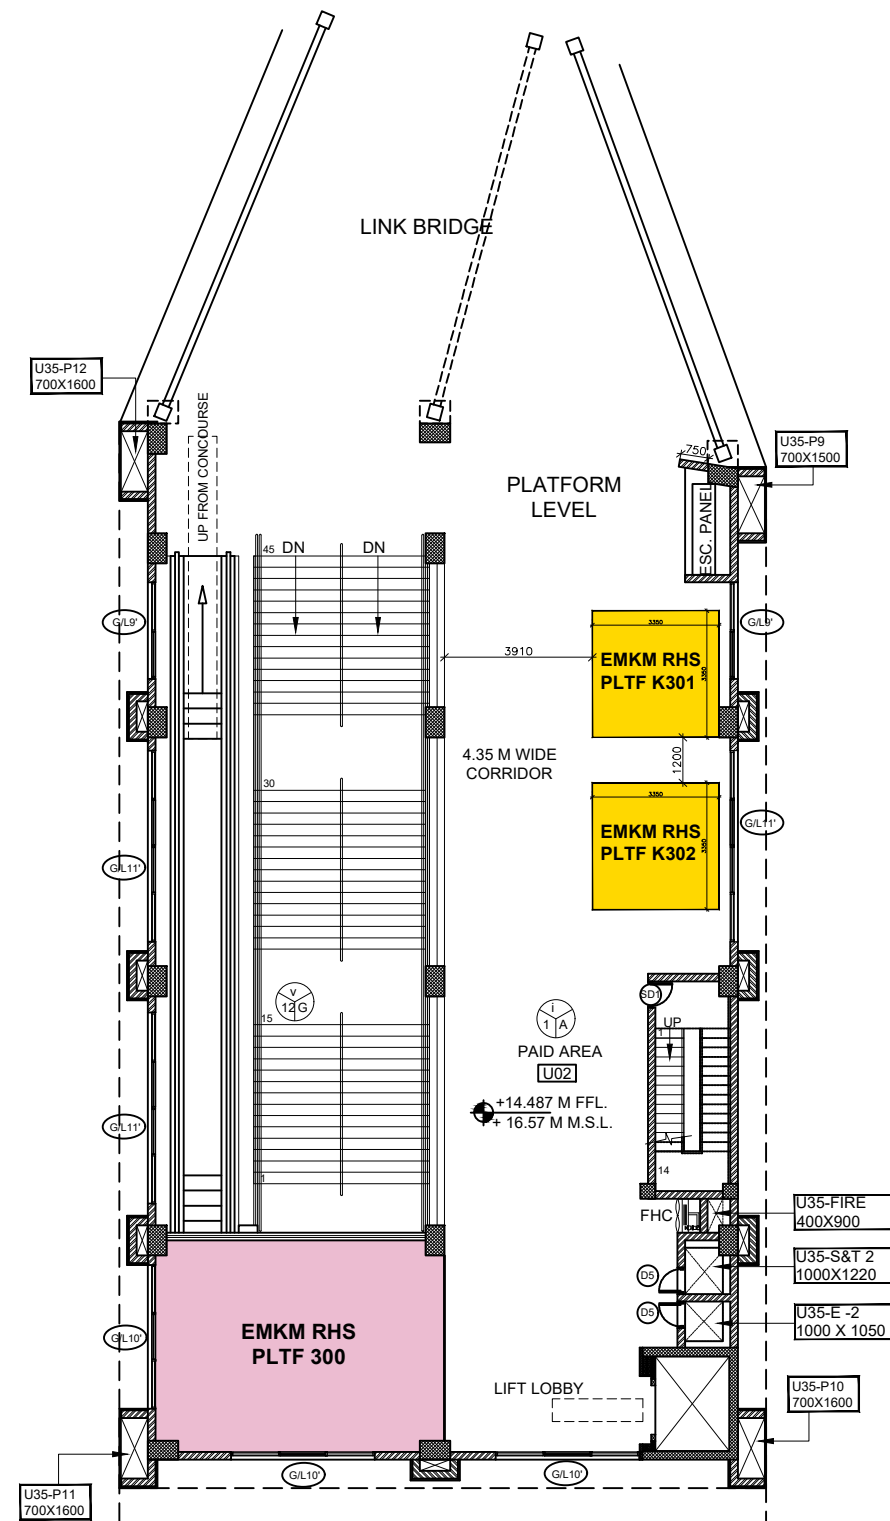 LINK BRIDGE
U35-P12
700X1600
UP FROM CONCOURSE
U35-P9
700X1500
750
PLATFORM
LEVEL
ESC. PANEL
45
DN
DN
G/L9'
G/L9'
3350
EMKM RHS
PLTF K301
3350
3910
4.35 M WIDE
CORRIDOR
1200
30
3350
EMKM RHS
PLTF K302
3350
G/L11'
G/L11'
V
12 G
15
i
1 A
SD1
PAID AREA
U02
1
UP
+14.487 M FFL.
+ 16.57 M M.S.L.
G/L11'
14
1
FHC
U35-FIRE
400X900
U35-S&T 2
1000X1220
D5
D5
U35-E -2
1000 X 1050
G/L10'
EMKM RHS
PLTF 300
LIFT LOBBY
U35-P10
700X1600
G/L10'
G/L10'
U35-P11
700X1600